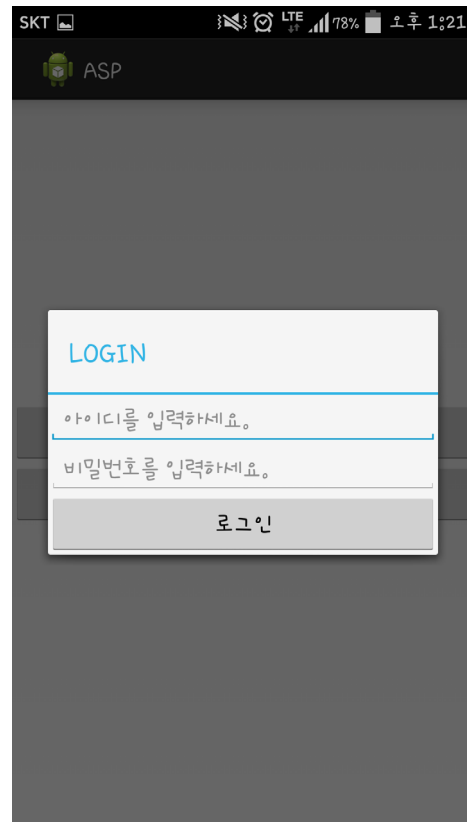 SKT LTE 78% 오후 1:21
ASP
LOGIN
아이디를 입력하세요.
비밀번호를 입력하세요.
로그인